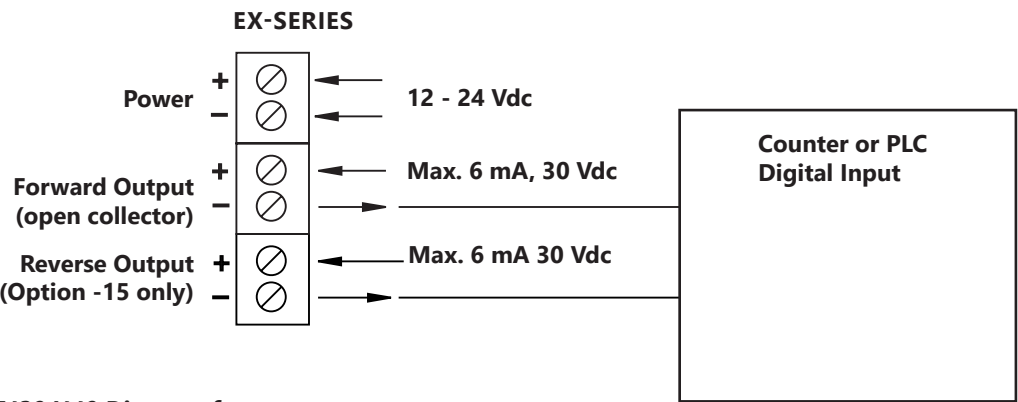 EX-SERIES
Power
+
−
12 - 24 Vdc
Counter or PLC
Digital Input
Forward Output
(open collector)
+
−
Max. 6 mA, 30 Vdc
Reverse Output
(Option -15 only)
+
−
Max. 6 mA 30 Vdc